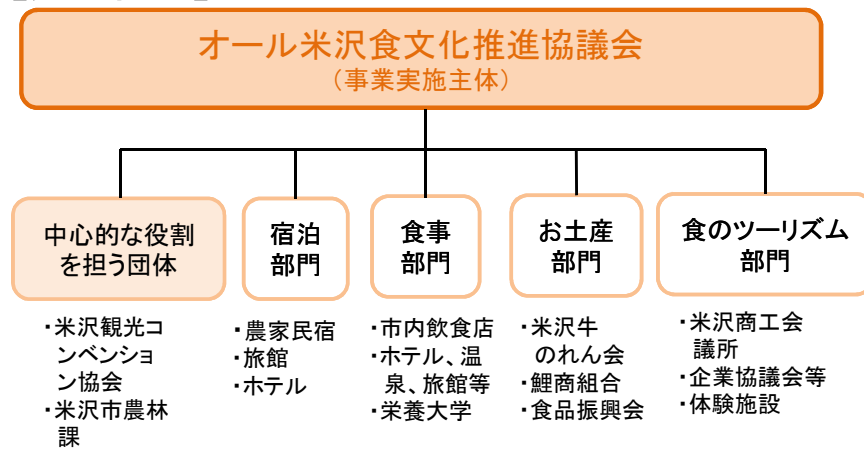 オール米沢食文化推進協議会
（事業実施主体）
中心的な役割
を担う団体
・米沢観光コ
ンベンショ
ン協会
・米沢市農林
課
宿泊
部門
・農家民宿
・旅館
・ホテル
食事
部門
・市内飲食店
・ホテル、温
泉、旅館等
・栄養大学
お土産
部門
・米沢牛
のれん会
・鯉商組合
・食品振興会
食のツーリズム
部門
・米沢商工会
議所
・企業協議会等
・体験施設